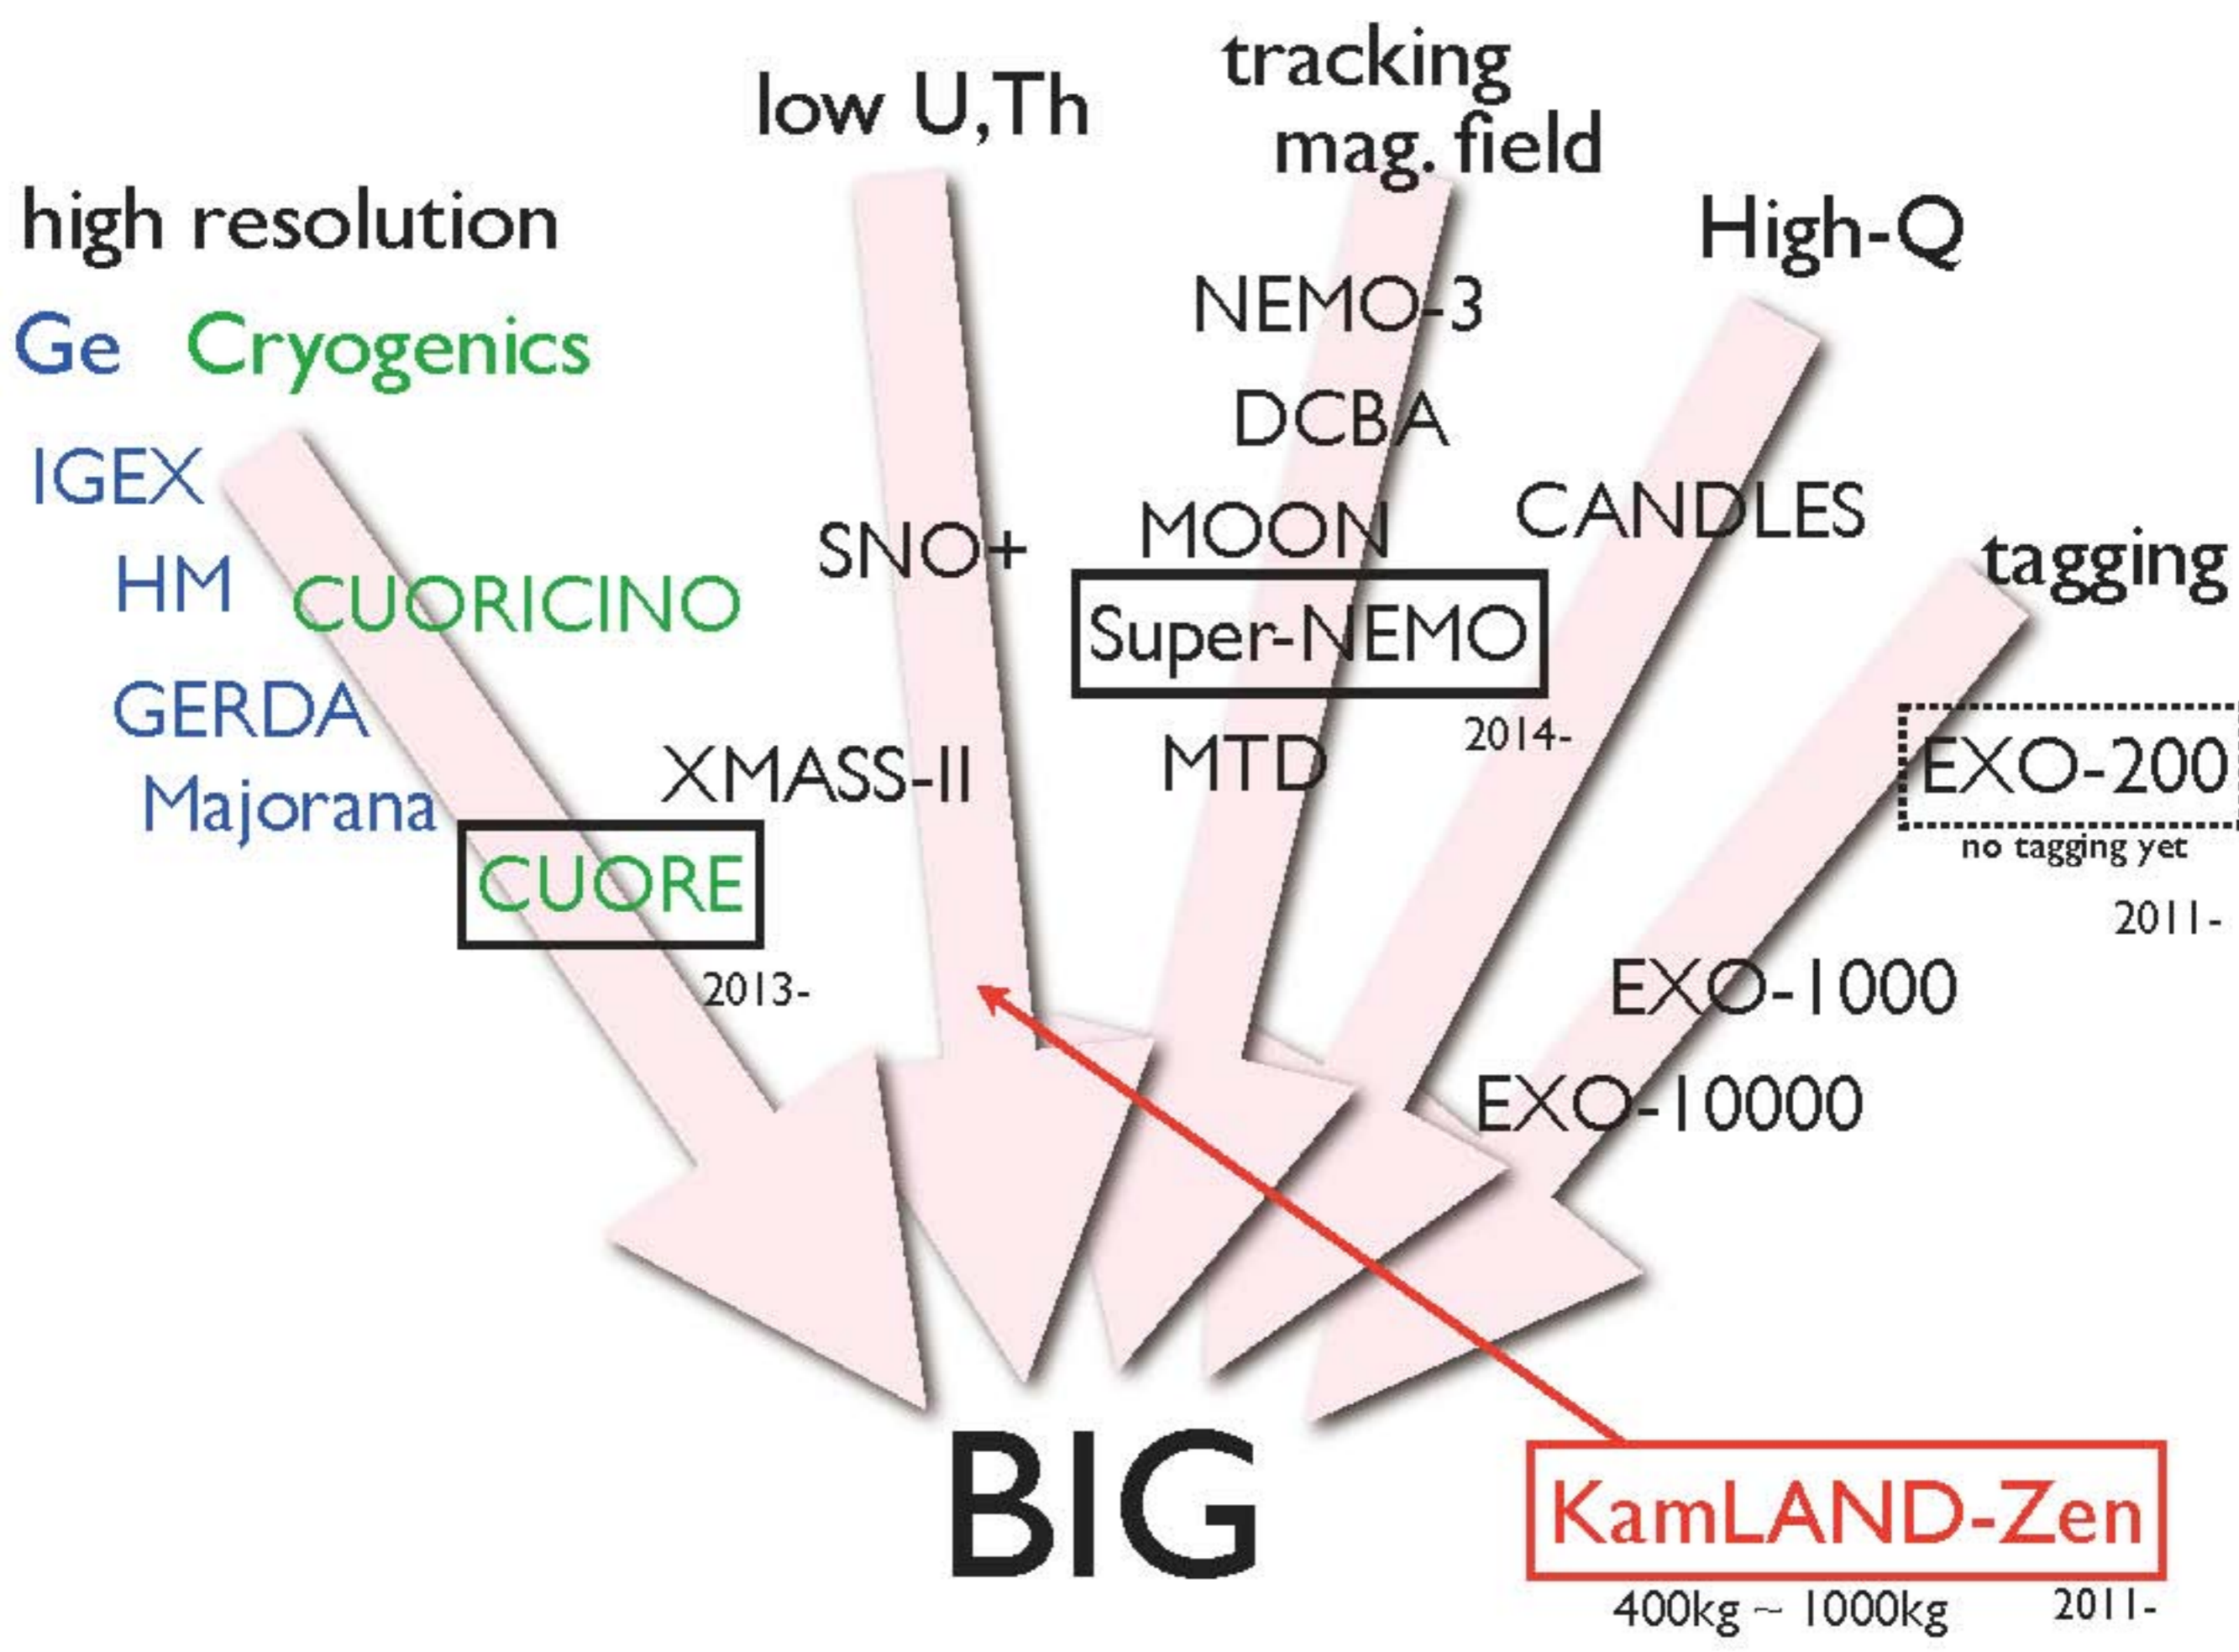 tracking
mag. field
low U,Th
high resolution
High-Q
Ge Cryogenics
NEMO-3
DCBA
IGEX
MOON
CANDLES
SNO+
tagging
HM
CUORICINO
Super-NEMO
GERDA
2014-
XMASS-II
MTD
EXO-200
Majorana
no tagging yet
CUORE
2011-
2013-
EXO-1000
EXO-10000
BIG
KamLAND-Zen
400kg ~ 1000kg 2011-